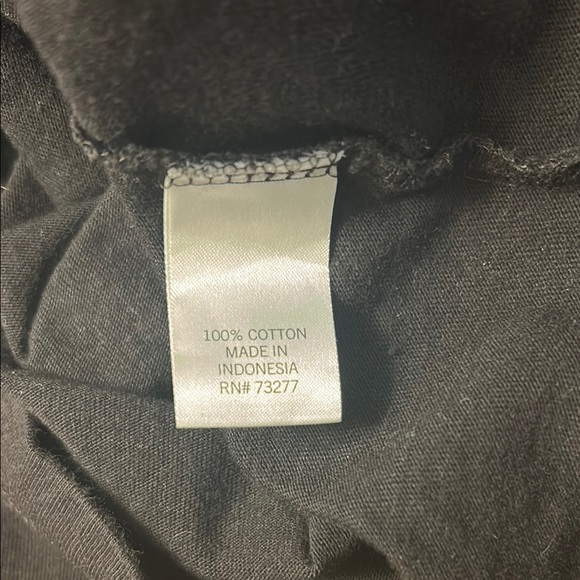 100% COTTON
MADE IN
INDONESIA
RN# 73277